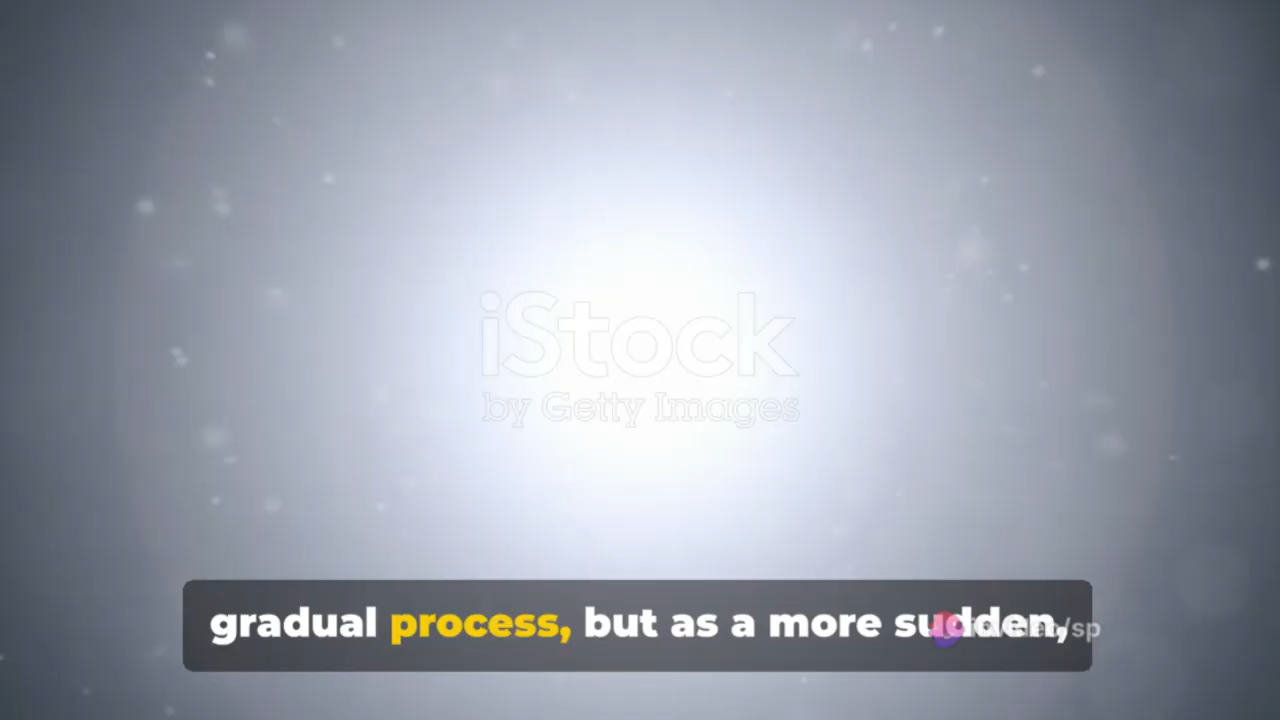 iStock
by Getty Images
gradual process, but as a more sudden,